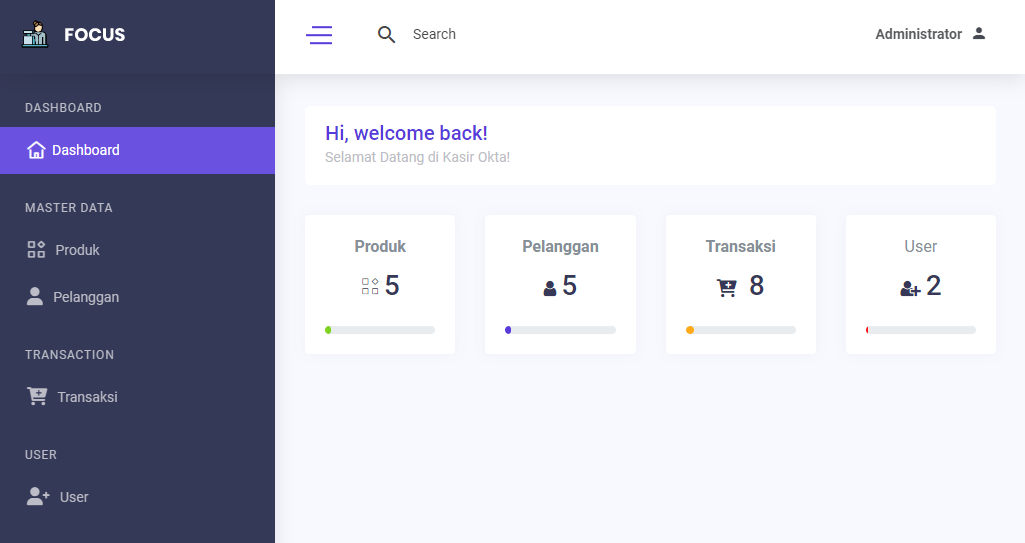 FOCUS
Search
Administrator
DASHBOARD
Dashboard
MASTER DATA
Produk
Pelanggan
TRANSACTION
Transaksi
USER
User
Hi, welcome back!
Selamat Datang di Kasir Okta!
Produk
5
Pelanggan
5
Transaksi
8
User
2